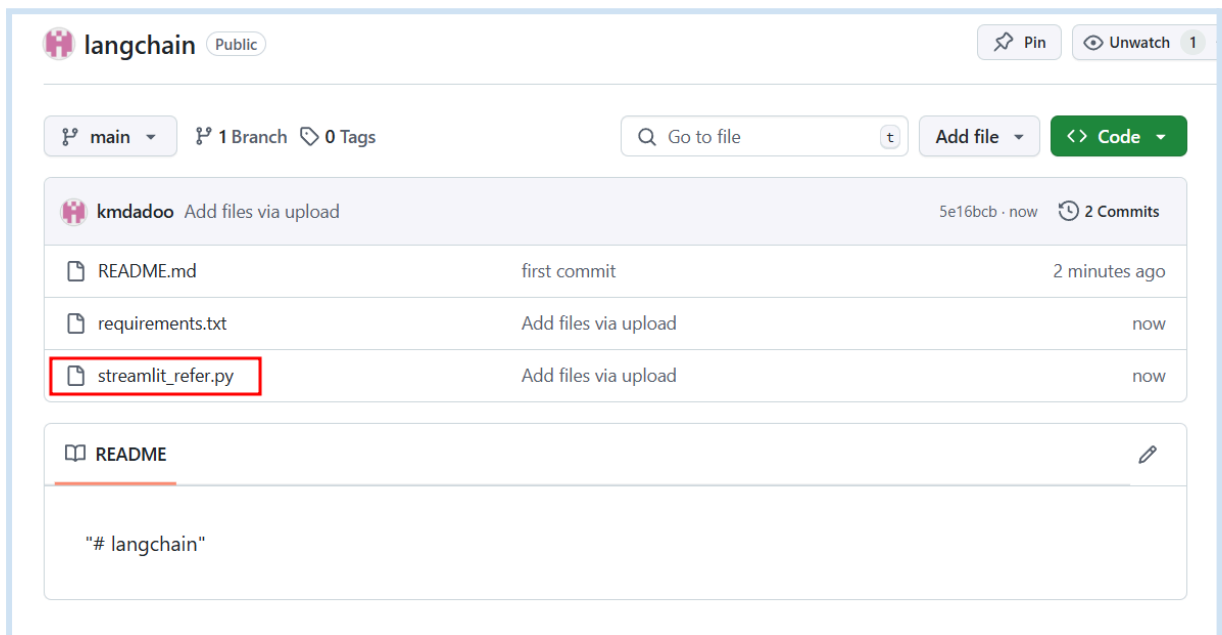 langchain Public Pin Unwatch 1
main 1 Branch 0 Tags Go to file t Add file Code
kmdadoo Add files via upload 5e16bcb · now 2 Commits
README.md first commit 2 minutes ago
requirements.txt Add files via upload now
streamlit_refer.py Add files via upload now
README
"# langchain"